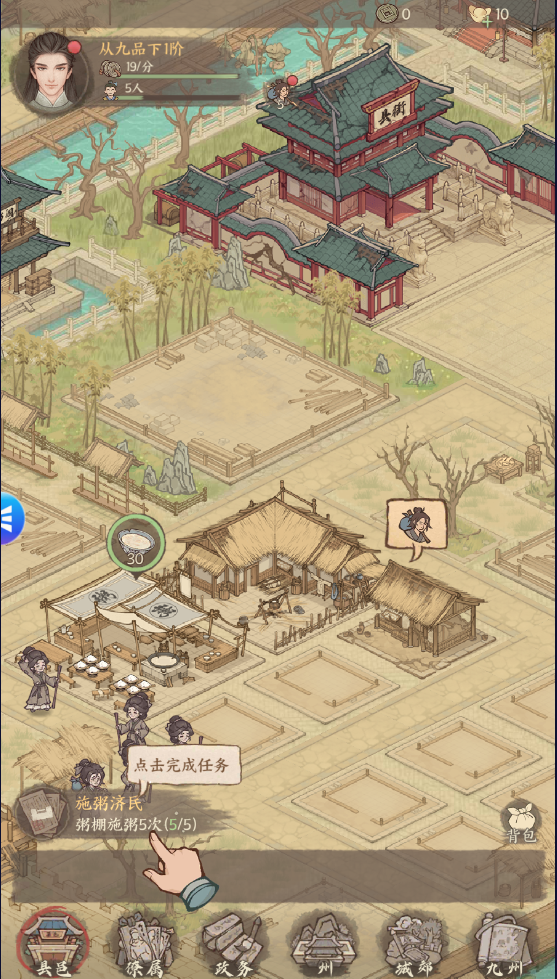 0
10
从九品下1阶
19/分
5人
兵衙
30
粥
点击完成任务
施粥济民
粥棚施粥5次(5/5)
背包
县邑
僚属
政务
州
城郊
九州